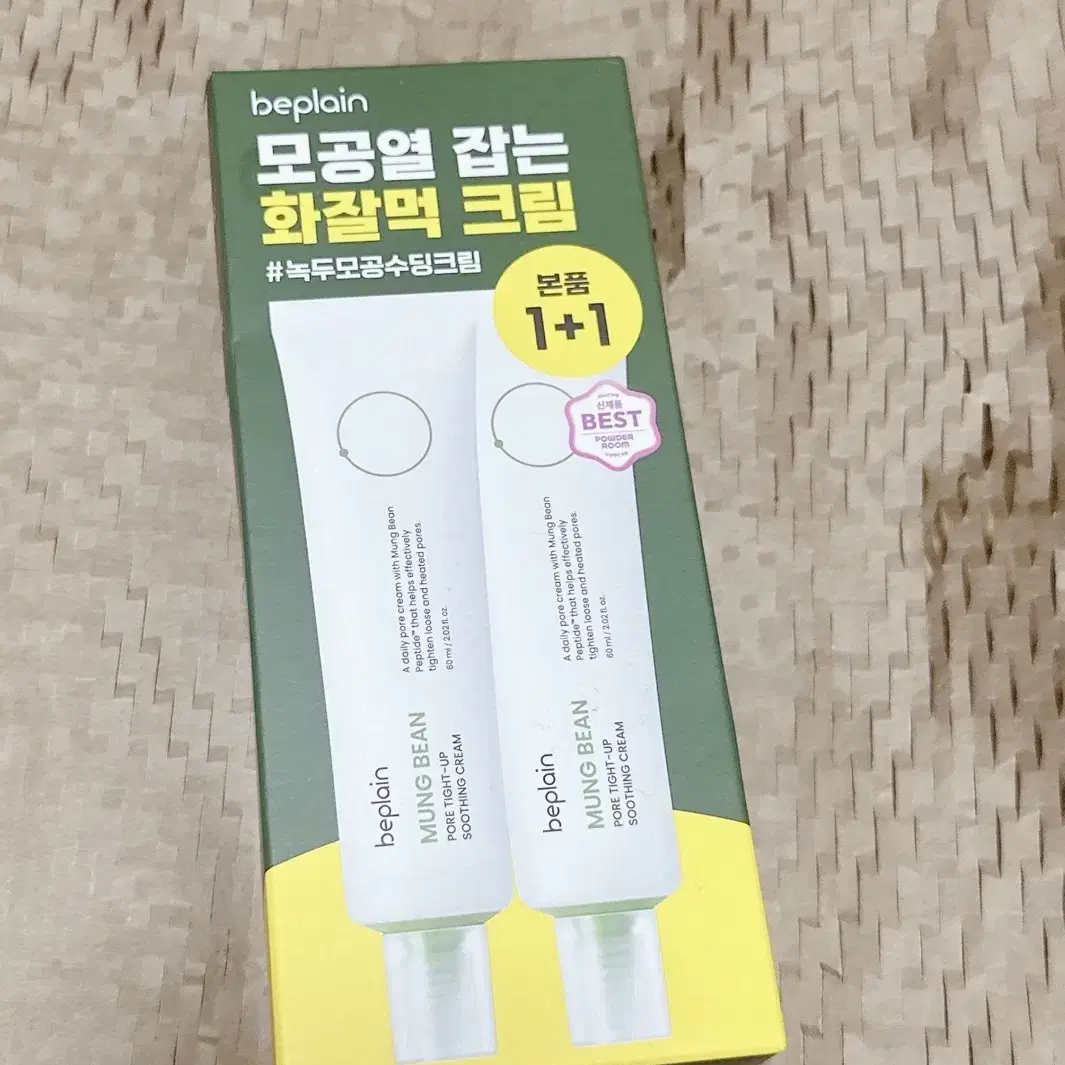 beplain
모공열 잡는
화잘먹 크림
#녹두모공수딩크림
본품
1+1
신제품
BEST
POWDER
ROOM
A daily pore cream with Mung Bean
Peptide™ that helps effectively
tighten loose and heated pores.
60 ml / 2.02 fl. oz.
beplain
MUNG BEAN
PORE TIGHT-UP
SOOTHING CREAM
A daily pore cream with Mung Bean
Peptide™ that helps effectively
tighten loose and heated pores.
60 ml / 2.02 fl. oz.
beplain
MUNG BEAN
PORE TIGHT-UP
SOOTHING CREAM